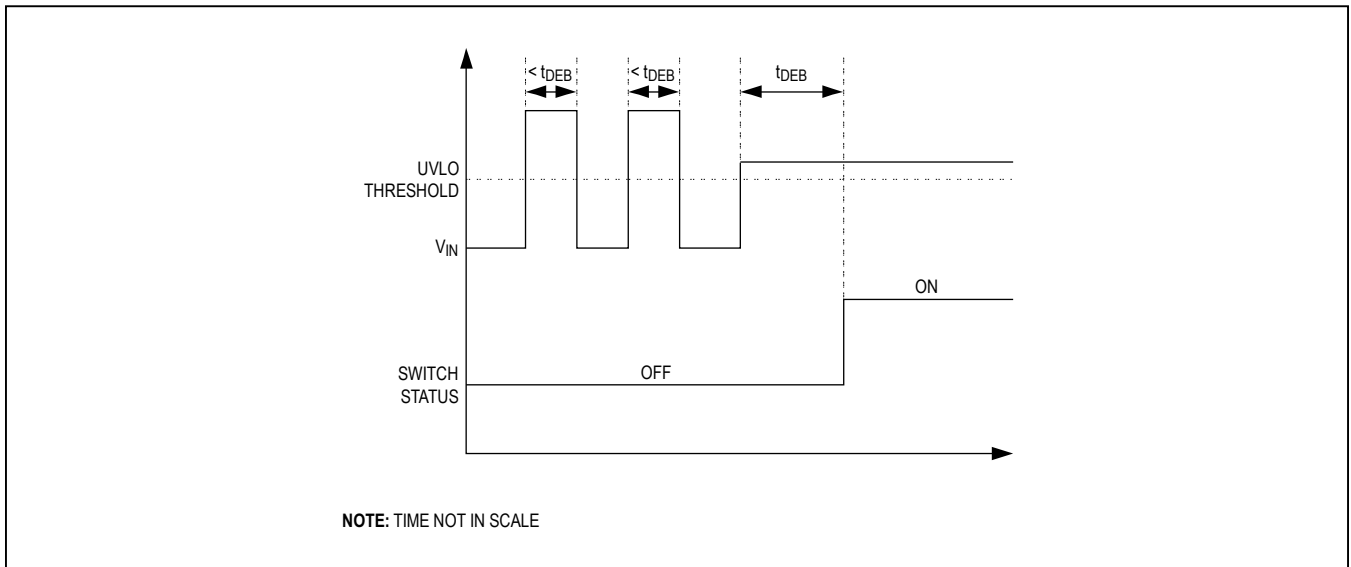 < tDEB
< tDEB
tDEB
UVLO
THRESHOLD
VIN
ON
SWITCH
STATUS
OFF
NOTE: TIME NOT IN SCALE